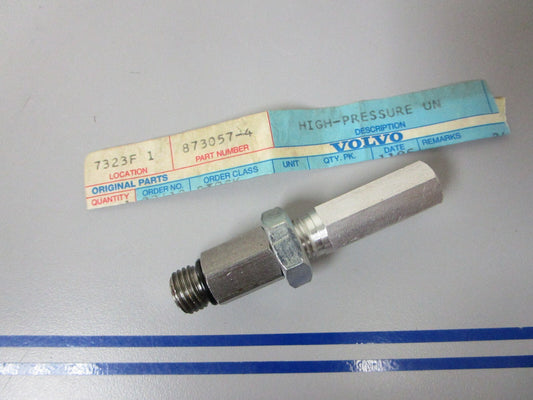 7323F 1 873057-4 HIGH-PRESSURE UN
LOCATION PART NUMBER DESCRIPTION
ORIGINAL PARTS VOLVO
QUANTITY ORDER NO. ORDER CLASS UNIT QTY. PK. DATE REMARKS